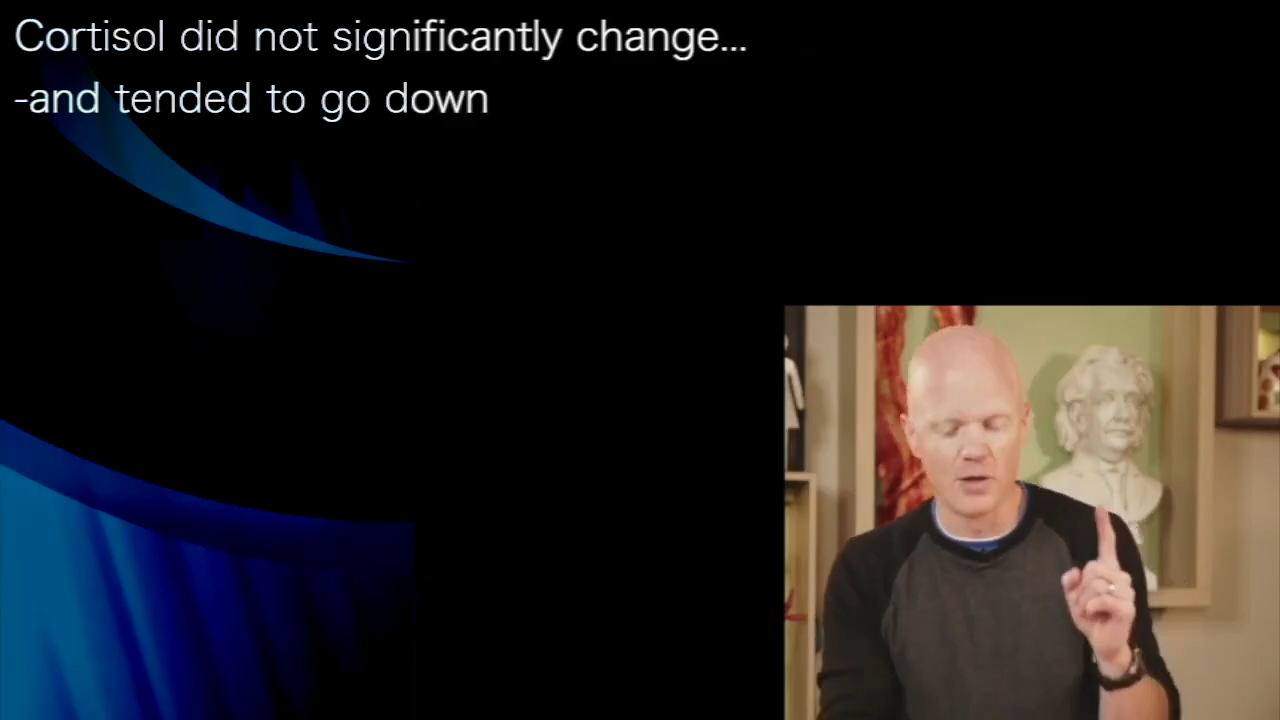 Cortisol did not significantly change...
-and tended to go down